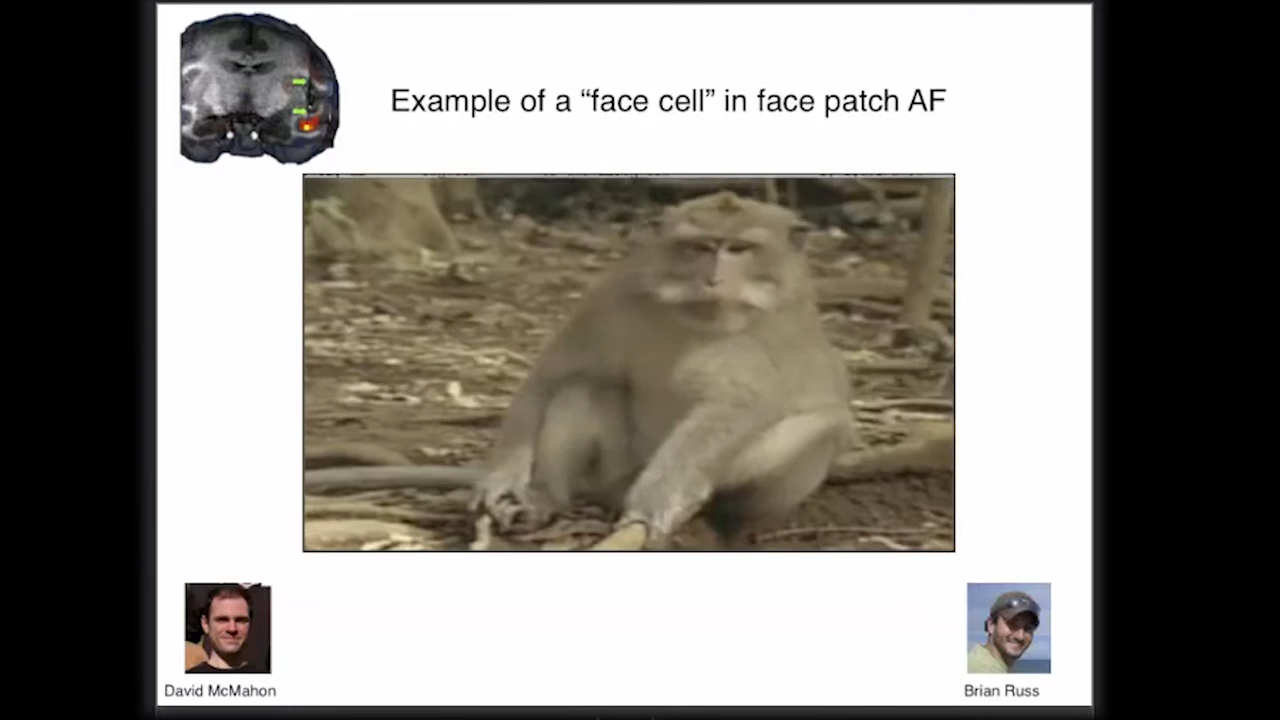 Example of a “face cell” in face patch AF
David McMahon
Brian Russ